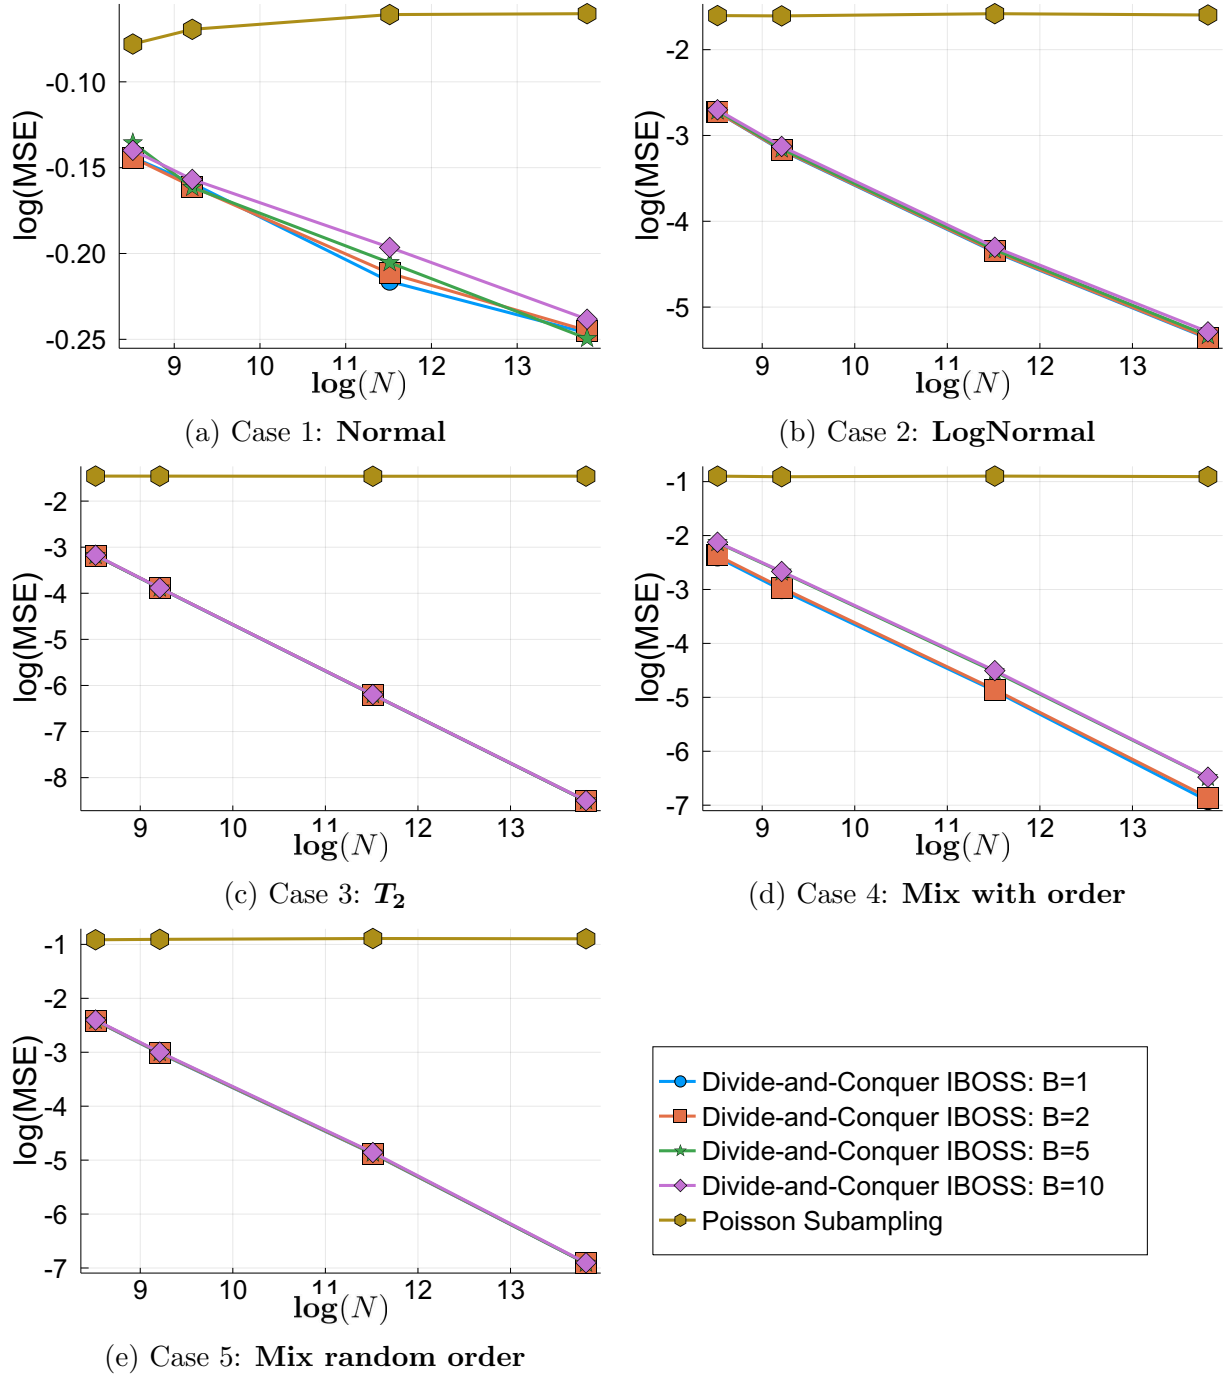 -0.10
-0.15
-0.20
-0.25
log(MSE)
9 10 11 12 13
log(N)
(a) Case 1: Normal
-2
-3
-4
-5
log(MSE)
9 10 11 12 13
log(N)
(b) Case 2: LogNormal
-2
-3
-4
-5
-6
-7
-8
log(MSE)
9 10 11 12 13
log(N)
(c) Case 3: T₂
-1
-2
-3
-4
-5
-6
-7
log(MSE)
9 10 11 12 13
log(N)
(d) Case 4: Mix with order
-1
-2
-3
-4
-5
-6
-7
log(MSE)
9 10 11 12 13
log(N)
(e) Case 5: Mix random order
Divide-and-Conquer IBOSS: B=1
Divide-and-Conquer IBOSS: B=2
Divide-and-Conquer IBOSS: B=5
Divide-and-Conquer IBOSS: B=10
Poisson Subampling